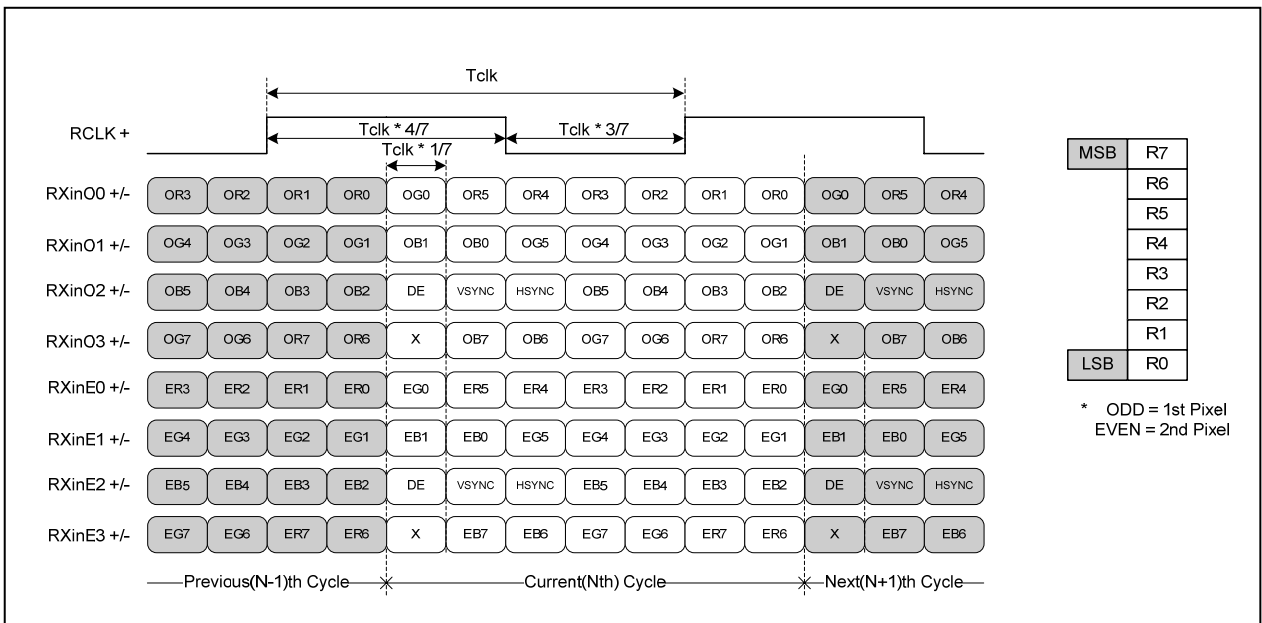 Tclk
RCLK +
Tclk * 4/7 Tclk * 3/7
Tclk * 1/7
RXinO0 +/- OR3 OR2 OR1 OR0 OG0 OR5 OR4 OR3 OR2 OR1 OR0 OG0 OR5 OR4
RXinO1 +/- OG4 OG3 OG2 OG1 OB1 OB0 OG5 OG4 OG3 OG2 OG1 OB1 OB0 OG5
RXinO2 +/- OB5 OB4 OB3 OB2 DE VSYNC HSYNC OB5 OB4 OB3 OB2 DE VSYNC HSYNC
RXinO3 +/- OG7 OG6 OR7 OR6 X OB7 OB6 OG7 OG6 OR7 OR6 X OB7 OB6
RXinE0 +/- ER3 ER2 ER1 ER0 EG0 ER5 ER4 ER3 ER2 ER1 ER0 EG0 ER5 ER4
RXinE1 +/- EG4 EG3 EG2 EG1 EB1 EB0 EG5 EG4 EG3 EG2 EG1 EB1 EB0 EG5
RXinE2 +/- EB5 EB4 EB3 EB2 DE VSYNC HSYNC EB5 EB4 EB3 EB2 DE VSYNC HSYNC
RXinE3 +/- EG7 EG6 ER7 ER6 X EB7 EB6 EG7 EG6 ER7 ER6 X EB7 EB6
Previous(N-1)th Cycle Current(Nth) Cycle Next(N+1)th Cycle
MSB R7
R6
R5
R4
R3
R2
R1
LSB R0
* ODD = 1st Pixel
EVEN = 2nd Pixel